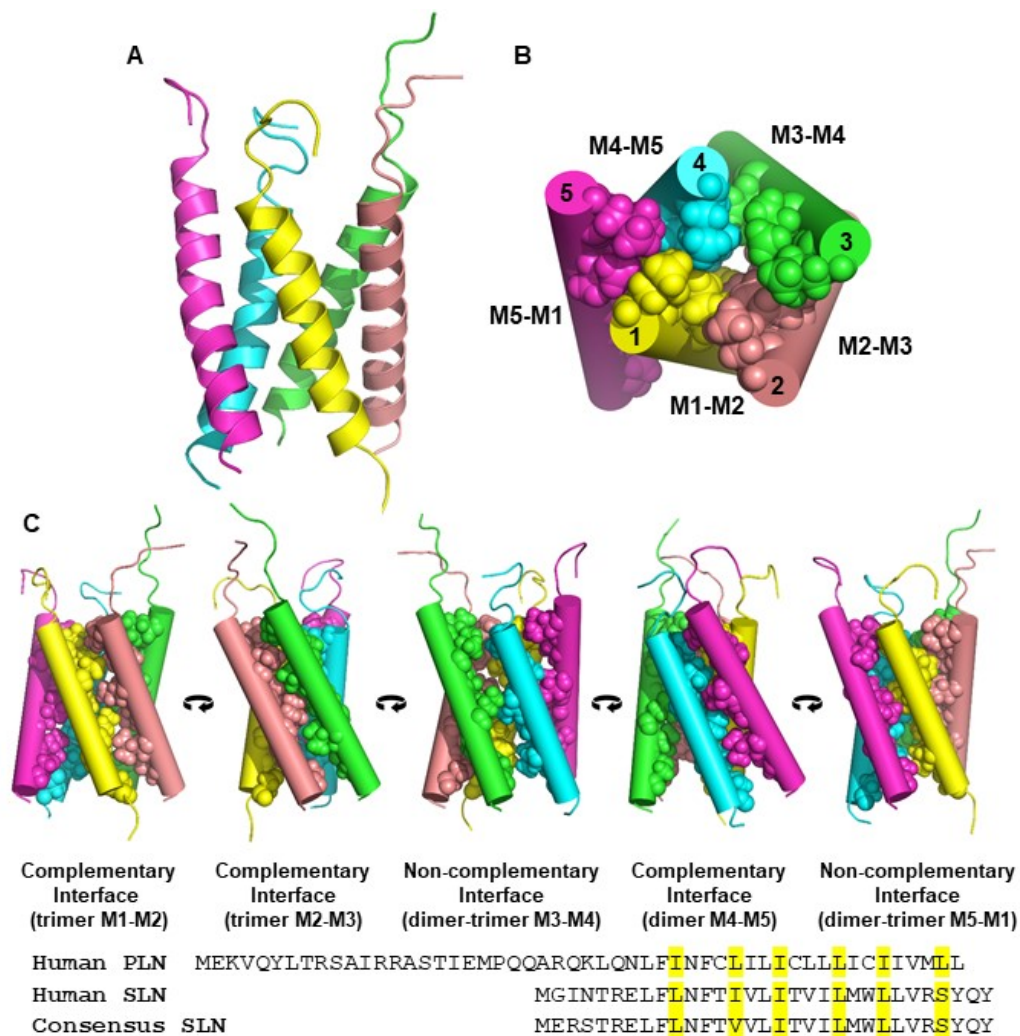 A
B
M3-M4
M4-M5
4
5
3
M5-M1
1
M2-M3
2
M1-M2
C
Complementary
Interface
(trimer M1-M2)
Complementary
Interface
(trimer M2-M3)
Non-complementary
Interface
(dimer-trimer M3-M4)
Complementary
Interface
(dimer M4-M5)
Non-complementary
Interface
(dimer-trimer M5-M1)
Human PLN MEKVQYLTRSAIRRASTIEMPQQARQKLQNLFINFCLILICLLLICIIVMLL
Human SLN MGINTRELFLNFTIVLITVILMWLLVRSYQY
Consensus SLN MERSTRELFLNFTVVLITVILMWLLVRSYQY